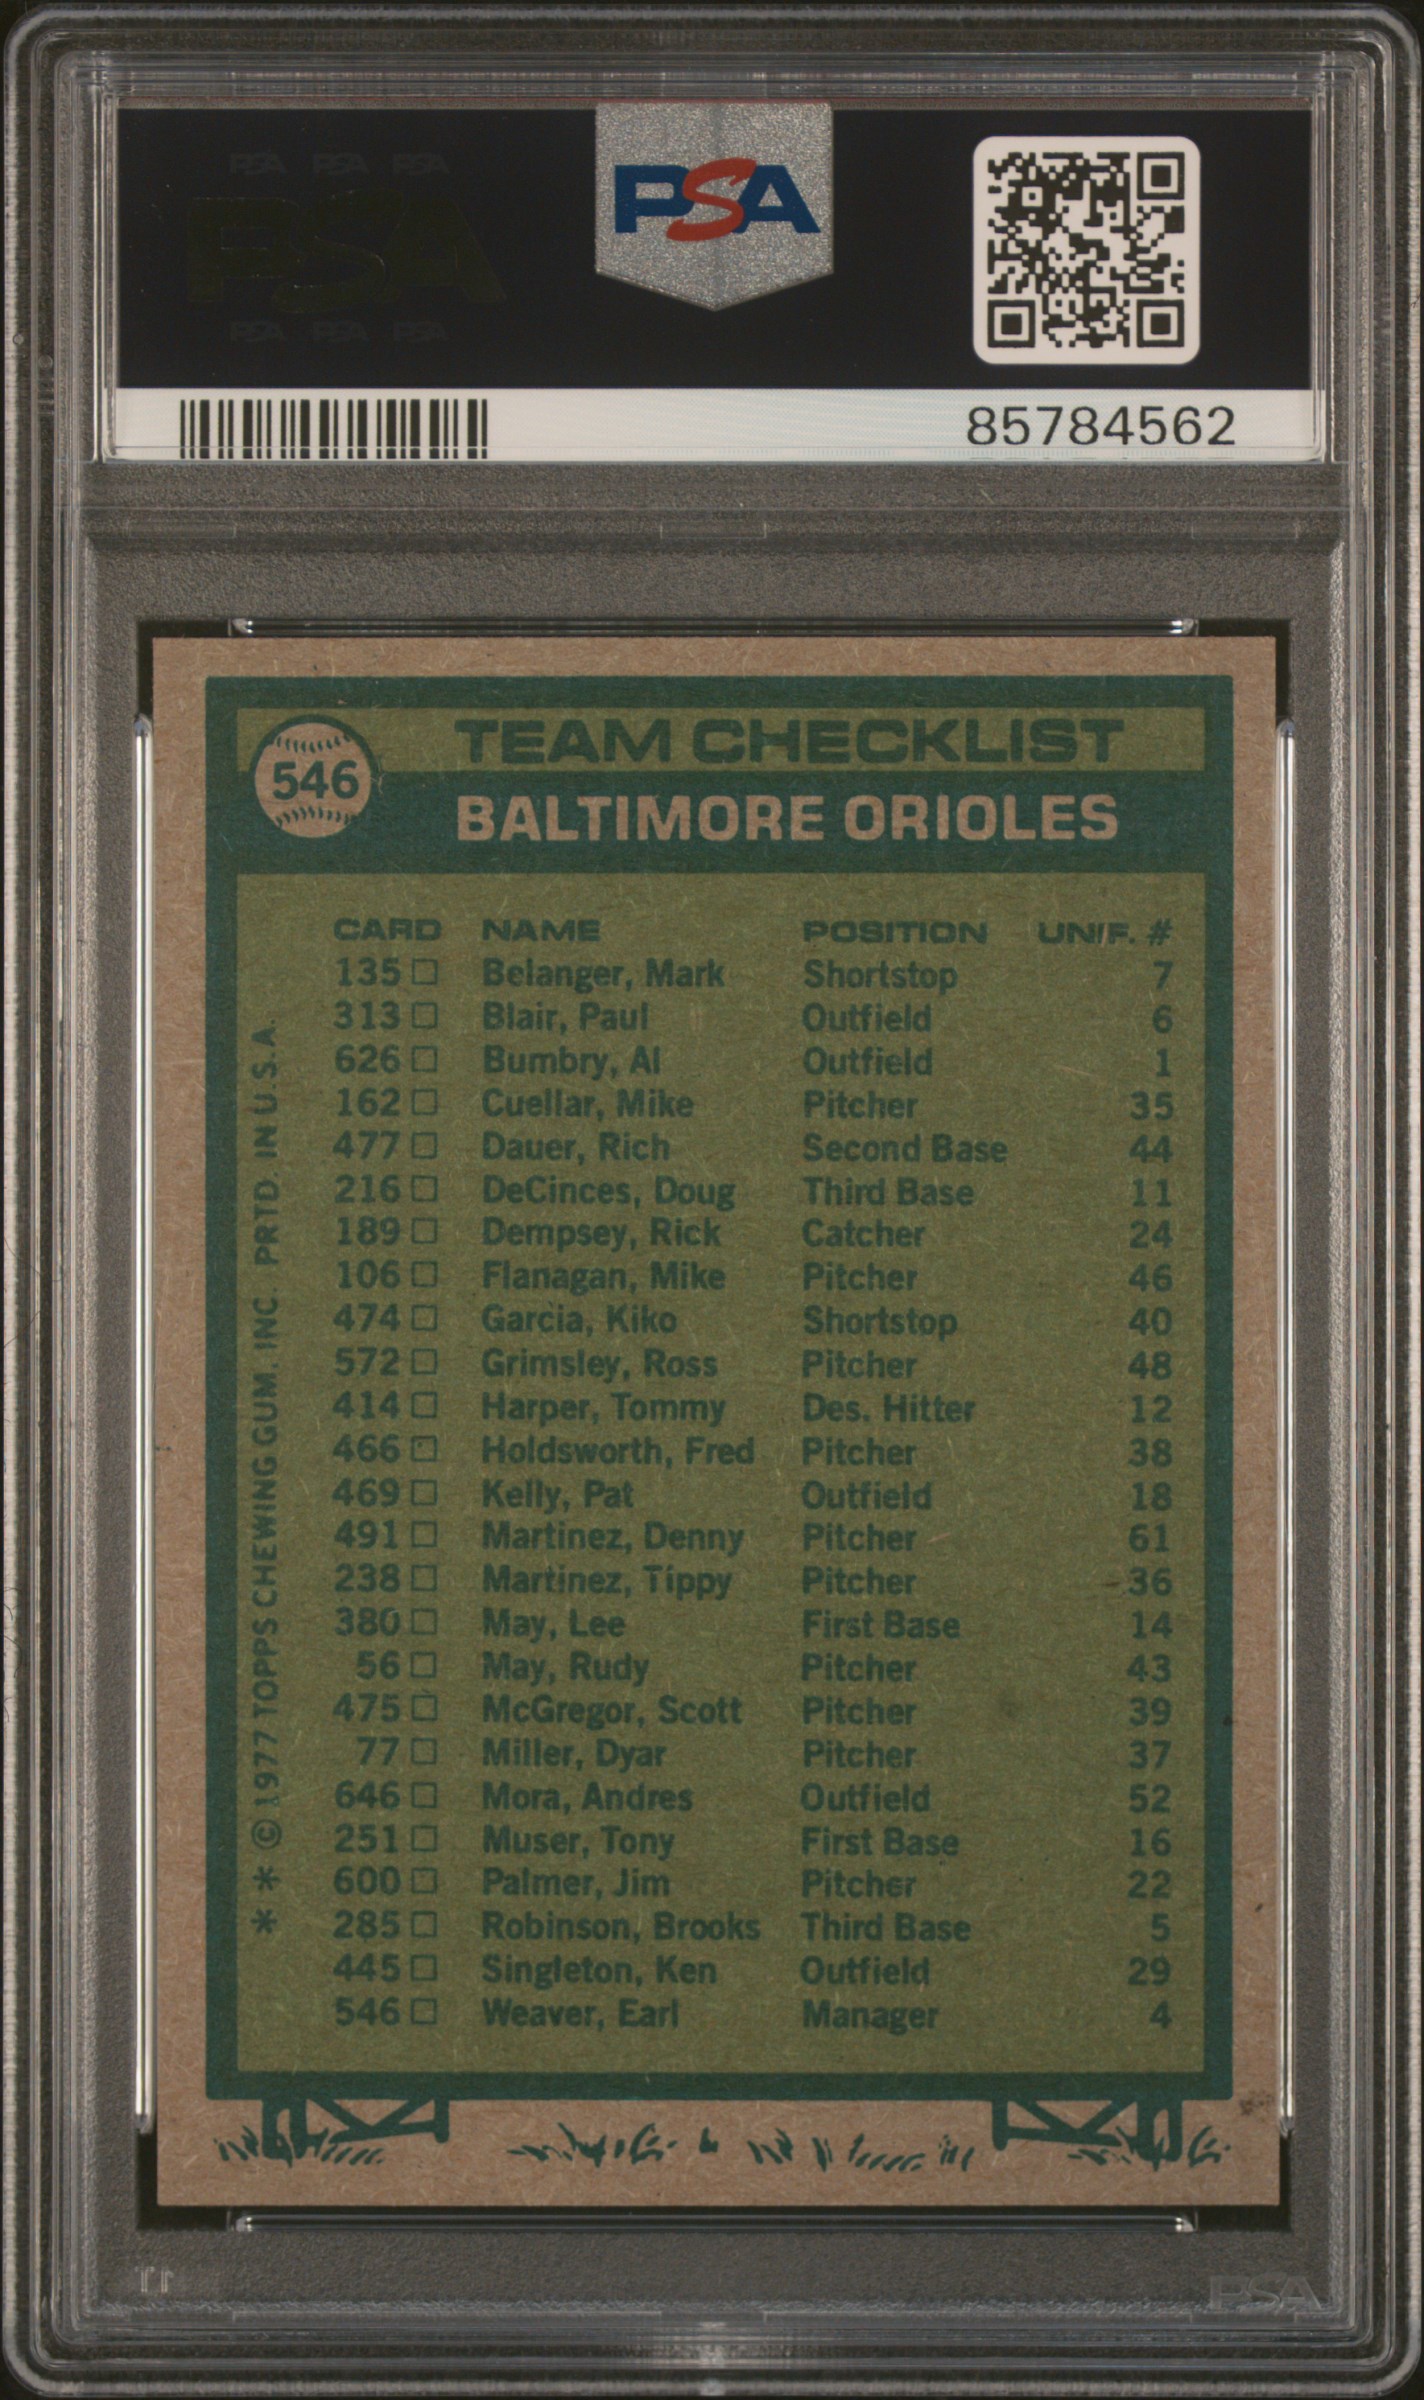 PSA PSA PSA
PSA
PSA PSA PSA
PSA
85784562
546
TEAM CHECKLIST
BALTIMORE ORIOLES
CARD NAME POSITION UNIF. #
135 □ Belanger, Mark Shortstop 7
313 □ Blair, Paul Outfield 6
626 □ Bumbry, Al Outfield 1
162 □ Cuellar, Mike Pitcher 35
477 □ Dauer, Rich Second Base 44
216 □ DeCinces, Doug Third Base 11
189 □ Dempsey, Rick Catcher 24
106 □ Flanagan, Mike Pitcher 46
474 □ Garcia, Kiko Shortstop 40
572 □ Grimsley, Ross Pitcher 48
414 □ Harper, Tommy Des. Hitter 12
466 □ Holdsworth, Fred Pitcher 38
469 □ Kelly, Pat Outfield 18
491 □ Martinez, Denny Pitcher 61
238 □ Martinez, Tippy Pitcher 36
380 □ May, Lee First Base 14
56 □ May, Rudy Pitcher 43
475 □ McGregor, Scott Pitcher 39
77 □ Miller, Dyar Pitcher 37
646 □ Mora, Andres Outfield 52
251 □ Muser, Tony First Base 16
600 □ Palmer, Jim Pitcher 22
285 □ Robinson, Brooks Third Base 5
445 □ Singleton, Ken Outfield 29
546 □ Weaver, Earl Manager 4
* * © 1977 TOPPS CHEWING GUM, INC. PRTD. IN U.S.A.
PSA